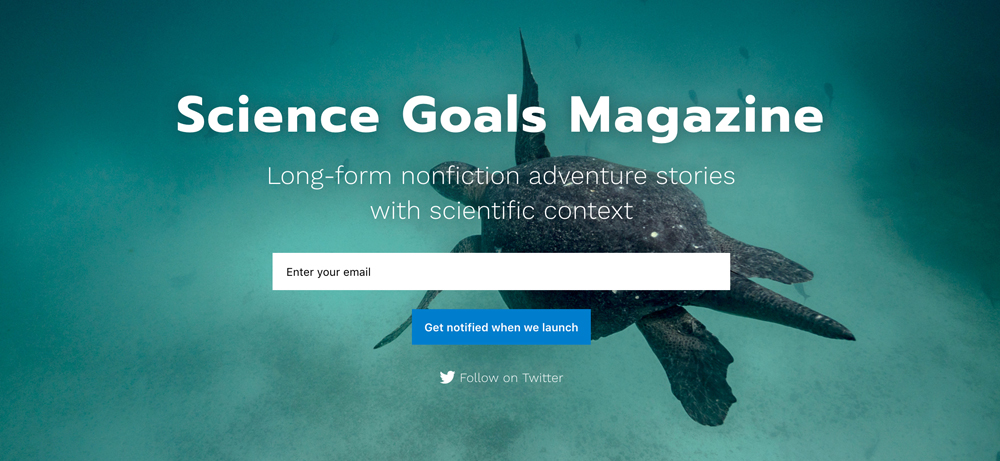 Science Goals Magazine
Long-form nonfiction adventure stories
with scientific context
Enter your email
Get notified when we launch
Follow on Twitter